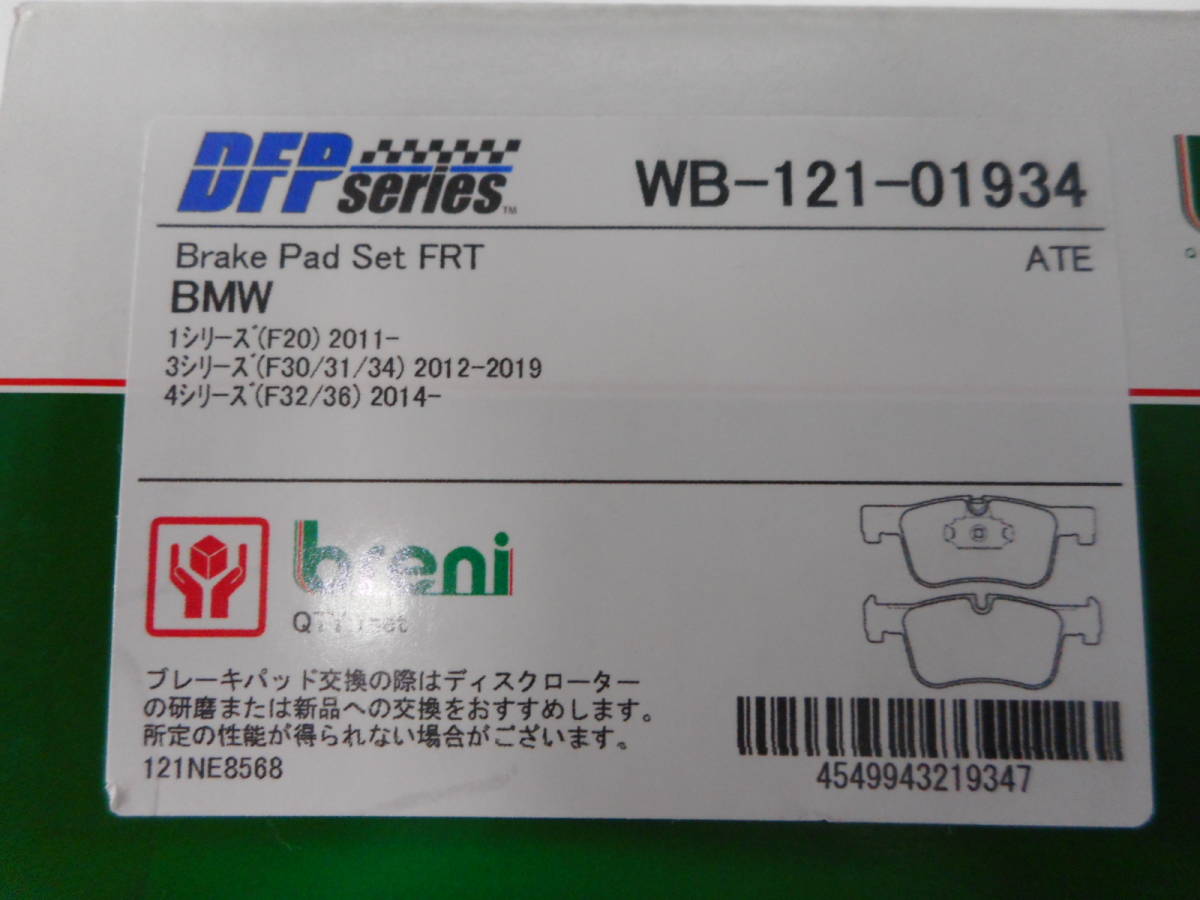 DFP series™
WB-121-01934
Brake Pad Set FRT
ATE
BMW
1シリーズ(F20) 2011-
3シリーズ(F30/31/34) 2012-2019
4シリーズ(F32/36) 2014-
breni
QTY 1set
ブレーキパッド交換の際はディスクローター
の研磨または新品への交換をおすすめします。
所定の性能が得られない場合がございます。
121NE8568
4549943219347